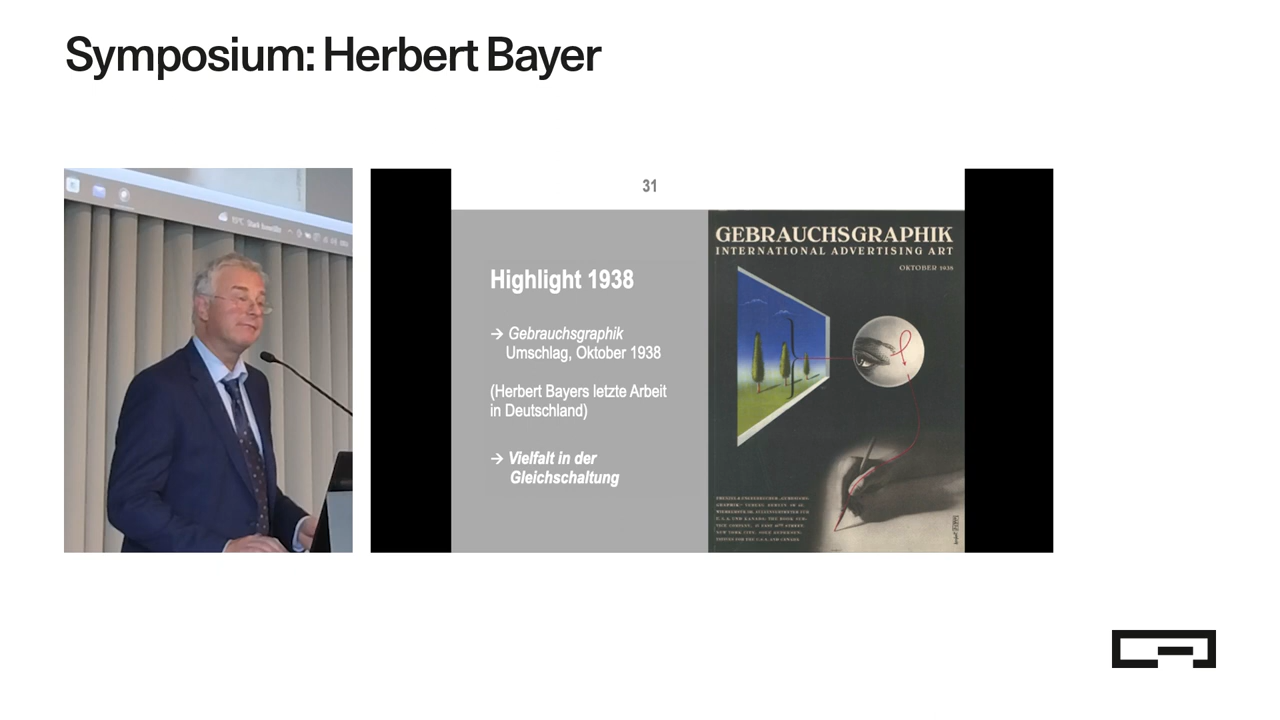 Symposium: Herbert Bayer
31
Highlight 1938
→ Gebrauchsgraphik
Umschlag, Oktober 1938
(Herbert Bayers letzte Arbeit
in Deutschland)
→ Vielfalt in der
Gleichschaltung
GEBRAUCHSGRAPHIK
INTERNATIONAL ADVERTISING ART
OKTOBER 1938